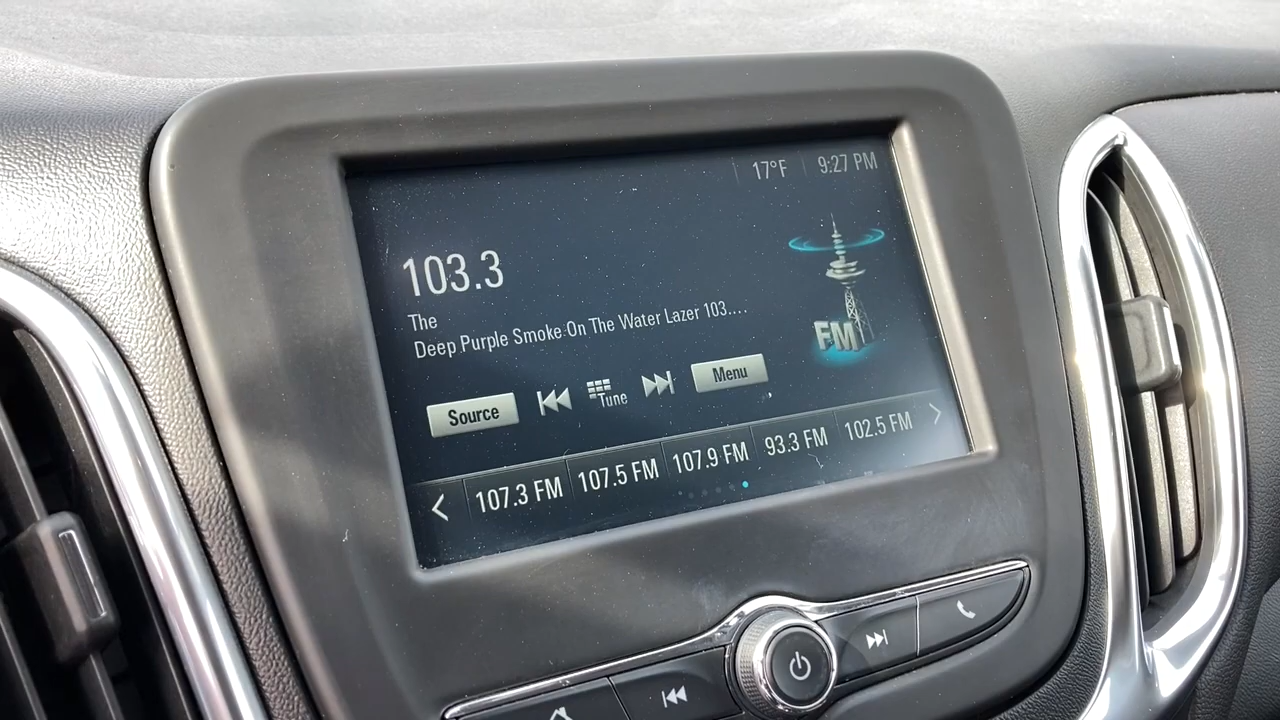 17°F 9:27 PM
103.3
The
Deep Purple Smoke On The Water Lazer 103....
FM
Source Tune Menu
107.3 FM 107.5 FM 107.9 FM 93.3 FM 102.5 FM